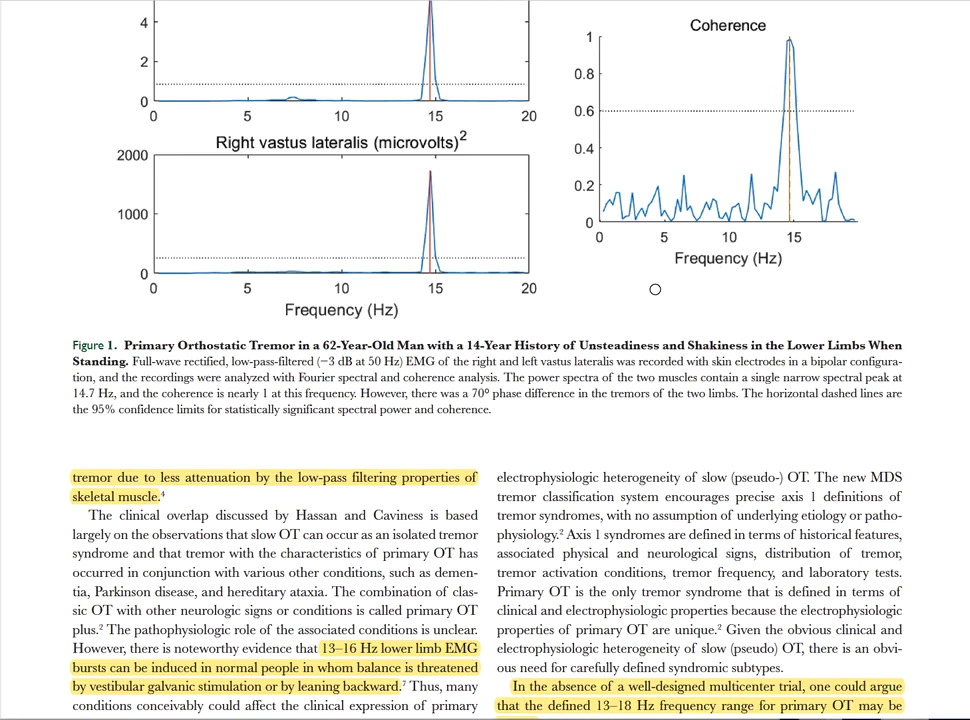 4
2
0
0 5 10 15 20
Right vastus lateralis (microvolts)2
2000
1000
0
0 5 10 15 20
Frequency (Hz)
Coherence
1
0.8
0.6
0.4
0.2
0
0 5 10 15
Frequency (Hz)
Figure 1. Primary Orthostatic Tremor in a 62-Year-Old Man with a 14-Year History of Unsteadiness and Shakiness in the Lower Limbs When
Standing. Full-wave rectified, low-pass-filtered (−3 dB at 50 Hz) EMG of the right and left vastus lateralis was recorded with skin electrodes in a bipolar configura-
tion, and the recordings were analyzed with Fourier spectral and coherence analysis. The power spectra of the two muscles contain a single narrow spectral peak at
14.7 Hz, and the coherence is nearly 1 at this frequency. However, there was a 70° phase difference in the tremors of the two limbs. The horizontal dashed lines are
the 95% confidence limits for statistically significant spectral power and coherence.
tremor due to less attenuation by the low-pass filtering properties of
skeletal muscle.4
The clinical overlap discussed by Hassan and Caviness is based
largely on the observations that slow OT can occur as an isolated tremor
syndrome and that tremor with the characteristics of primary OT has
occurred in conjunction with various other conditions, such as demen-
tia, Parkinson disease, and hereditary ataxia. The combination of clas-
sic OT with other neurologic signs or conditions is called primary OT
plus.2 The pathophysiologic role of the associated conditions is unclear.
However, there is noteworthy evidence that 13–16 Hz lower limb EMG
bursts can be induced in normal people in whom balance is threatened
by vestibular galvanic stimulation or by leaning backward.7 Thus, many
conditions conceivably could affect the clinical expression of primary
electrophysiologic heterogeneity of slow (pseudo-) OT. The new MDS
tremor classification system encourages precise axis 1 definitions of
tremor syndromes, with no assumption of underlying etiology or patho-
physiology.2 Axis 1 syndromes are defined in terms of historical features,
associated physical and neurological signs, distribution of tremor,
tremor activation conditions, tremor frequency, and laboratory tests.
Primary OT is the only tremor syndrome that is defined in terms of
clinical and electrophysiologic properties because the electrophysiologic
properties of primary OT are unique.2 Given the obvious clinical and
electrophysiologic heterogeneity of slow (pseudo) OT, there is an obvi-
ous need for carefully defined syndromic subtypes.
In the absence of a well-designed multicenter trial, one could argue
that the defined 13–18 Hz frequency range for primary OT may be